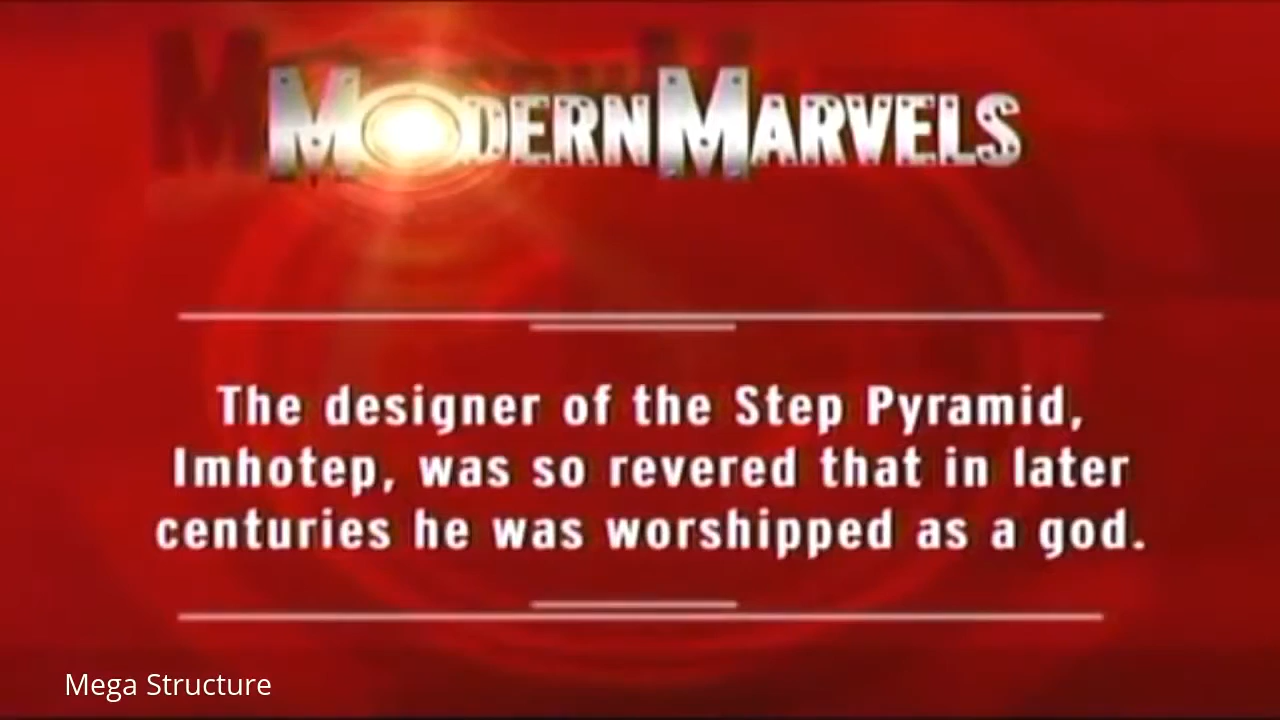 MODERN MARVELS
The designer of the Step Pyramid,
Imhotep, was so revered that in later
centuries he was worshipped as a god.
Mega Structure